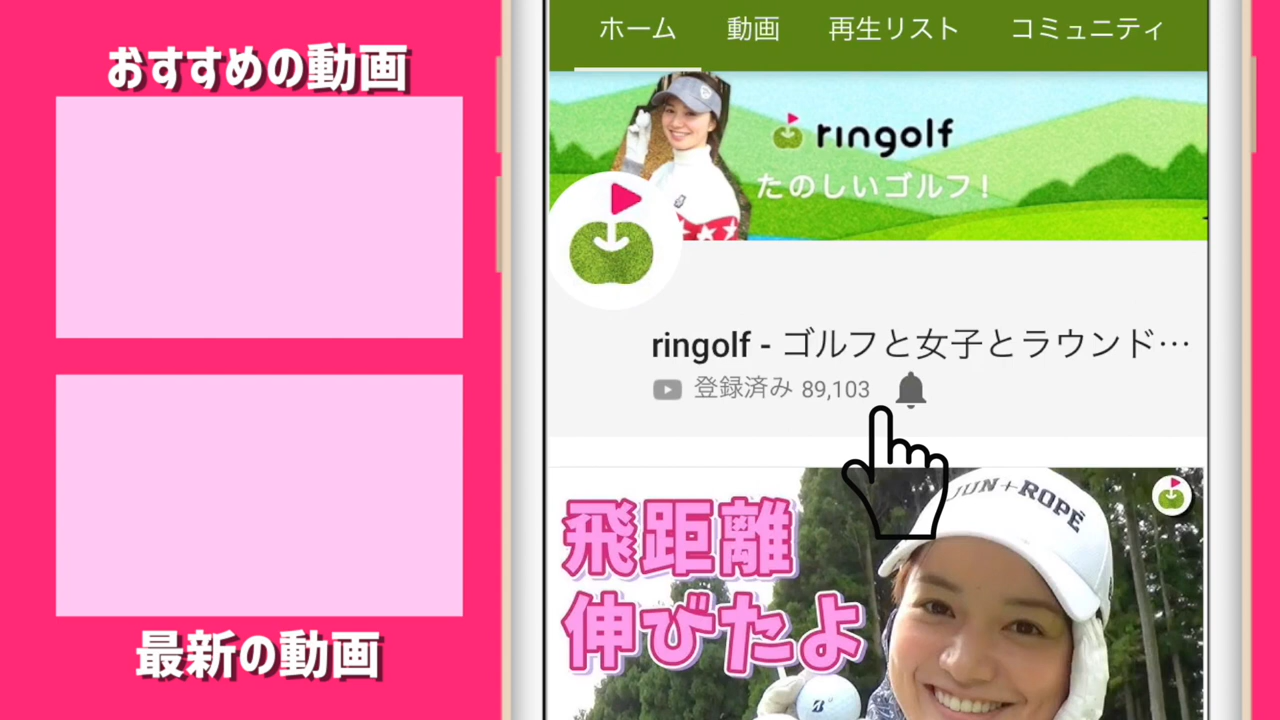 おすすめの動画
最新の動画
ホーム 動画 再生リスト コミュニティ
ringolf
たのしいゴルフ!
ringolf - ゴルフと女子とラウンド…
登録済み 89,103
飛距離
伸びたよ
JUN+ROPÉ
B